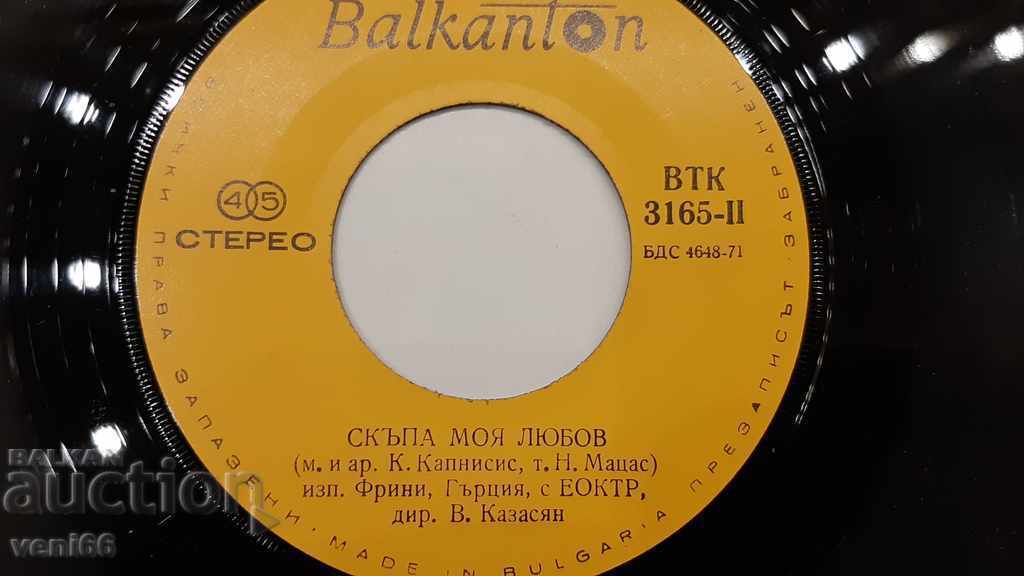 Balkanton
45
СТЕРЕО
ВТК
3165-II
БДС 4648-71
СКЪПА МОЯ ЛЮБОВ
(м. и ар. К. Капнисис, т. Н. Мацас)
изп. Фрини, Гърция, с ЕОКТР,
дир. В. Казасян
ВСИЧКИ ПРАВА ЗАПАЗЕНИ · MADE IN BULGARIA · ПРЕЗАПИСЪТ ЗАБРАНЕН
BALKAN
auction
veni66